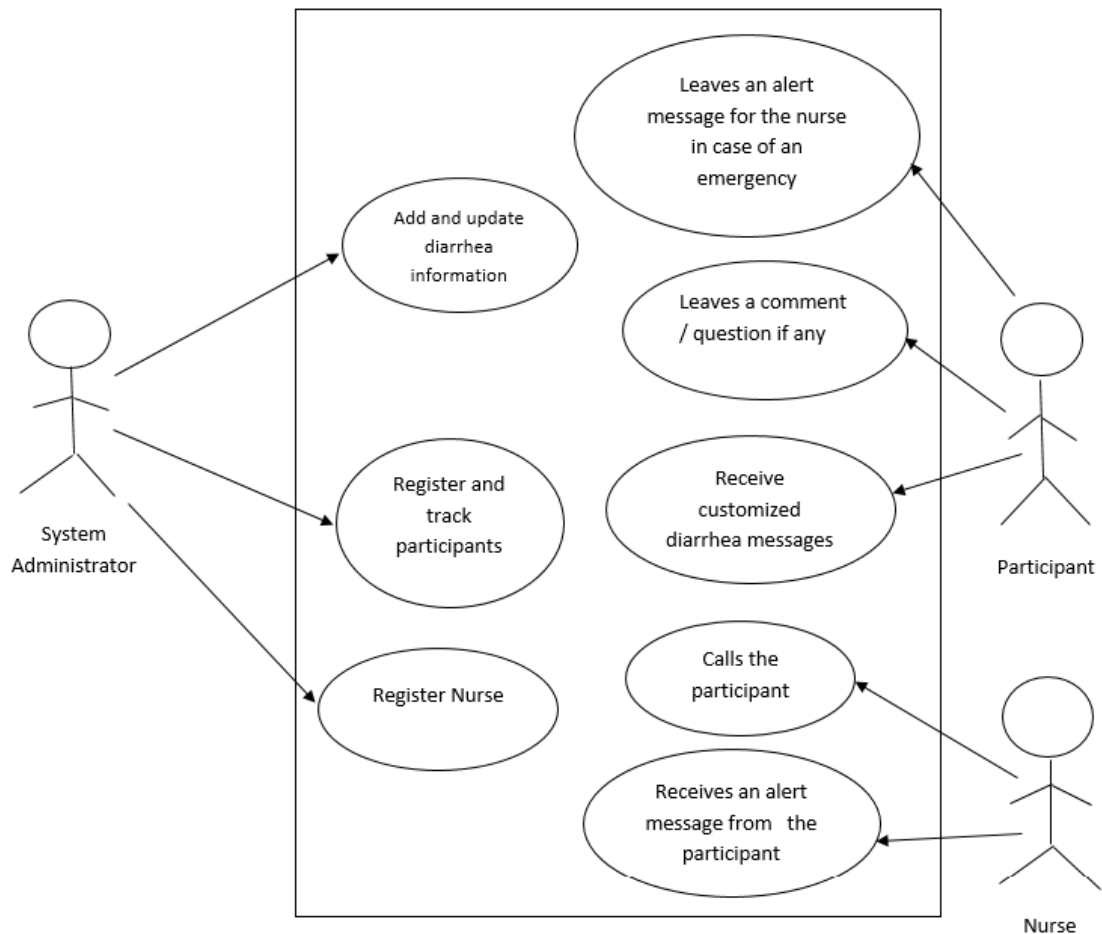 Leaves an alert
message for the nurse
in case of an
emergency
Add and update
diarrhea
information
Leaves a comment
/ question if any
Register and
track
participants
Receive
customized
diarrhea messages
System
Administrator
Participant
Register Nurse
Calls the
participant
Receives an alert
message from the
participant
Nurse